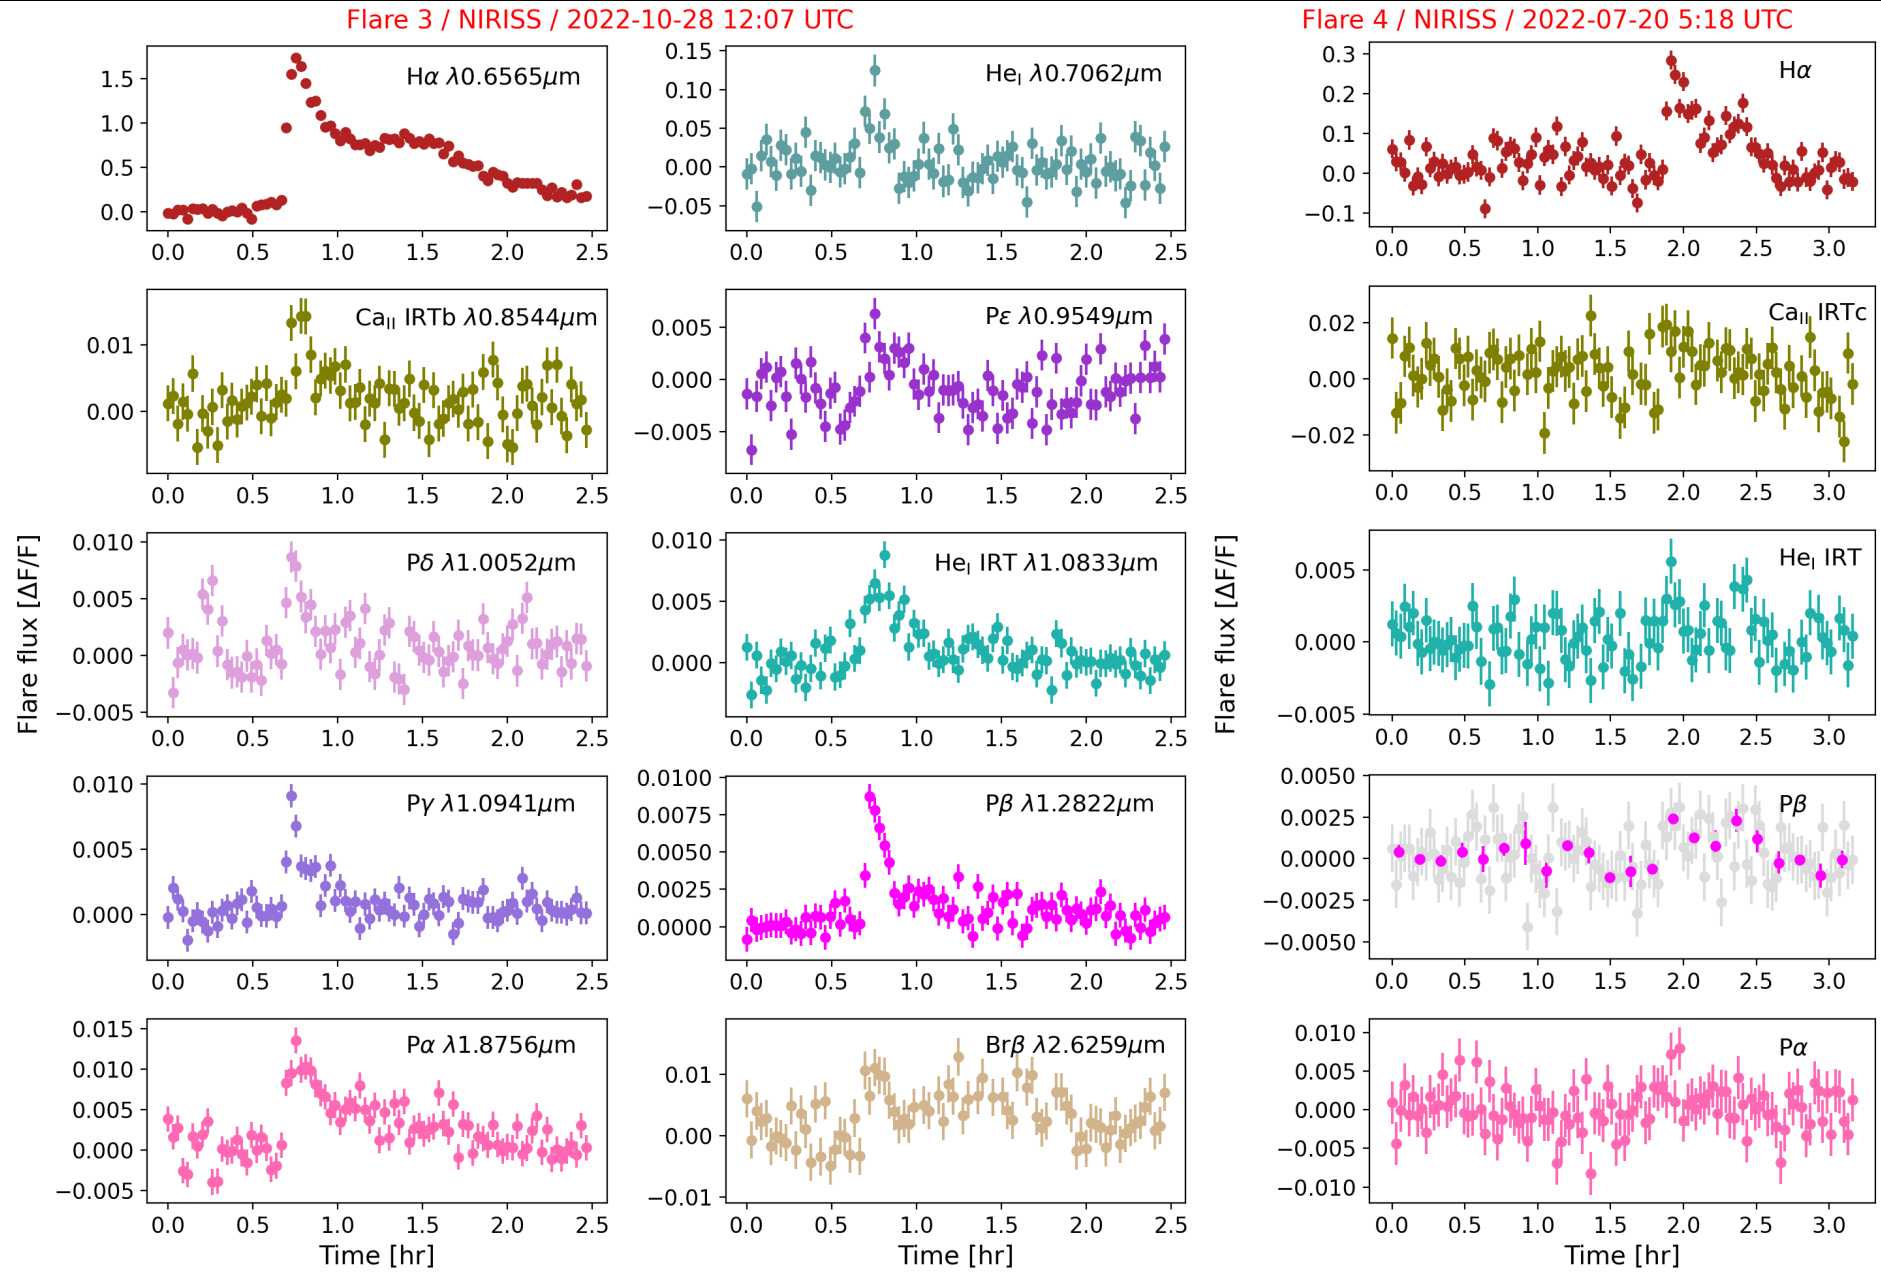 Flare 3 / NIRISS / 2022-10-28 12:07 UTC
Flare 4 / NIRISS / 2022-07-20 5:18 UTC
Hα λ0.6565μm
1.5
1.0
0.5
0.0
0.0 0.5 1.0 1.5 2.0 2.5
HeI λ0.7062μm
0.15
0.10
0.05
0.00
−0.05
0.0 0.5 1.0 1.5 2.0 2.5
Hα
0.3
0.2
0.1
0.0
−0.1
0.0 0.5 1.0 1.5 2.0 2.5 3.0
CaII IRTb λ0.8544μm
0.01
0.00
0.0 0.5 1.0 1.5 2.0 2.5
Pε λ0.9549μm
0.005
0.000
−0.005
0.0 0.5 1.0 1.5 2.0 2.5
CaII IRTc
0.02
0.00
−0.02
0.0 0.5 1.0 1.5 2.0 2.5 3.0
Flare flux [ΔF/F]
Pδ λ1.0052μm
0.010
0.005
0.000
−0.005
0.0 0.5 1.0 1.5 2.0 2.5
HeI IRT λ1.0833μm
0.010
0.005
0.000
0.0 0.5 1.0 1.5 2.0 2.5
Flare flux [ΔF/F]
HeI IRT
0.005
0.000
−0.005
0.0 0.5 1.0 1.5 2.0 2.5 3.0
Pγ λ1.0941μm
0.010
0.005
0.000
0.0 0.5 1.0 1.5 2.0 2.5
Pβ λ1.2822μm
0.0100
0.0075
0.0050
0.0025
0.0000
0.0 0.5 1.0 1.5 2.0 2.5
Pβ
0.0050
0.0025
0.0000
−0.0025
−0.0050
0.0 0.5 1.0 1.5 2.0 2.5 3.0
Pα λ1.8756μm
0.015
0.010
0.005
0.000
−0.005
0.0 0.5 1.0 1.5 2.0 2.5
Time [hr]
Brβ λ2.6259μm
0.01
0.00
−0.01
0.0 0.5 1.0 1.5 2.0 2.5
Time [hr]
Pα
0.010
0.005
0.000
−0.005
−0.010
0.0 0.5 1.0 1.5 2.0 2.5 3.0
Time [hr]